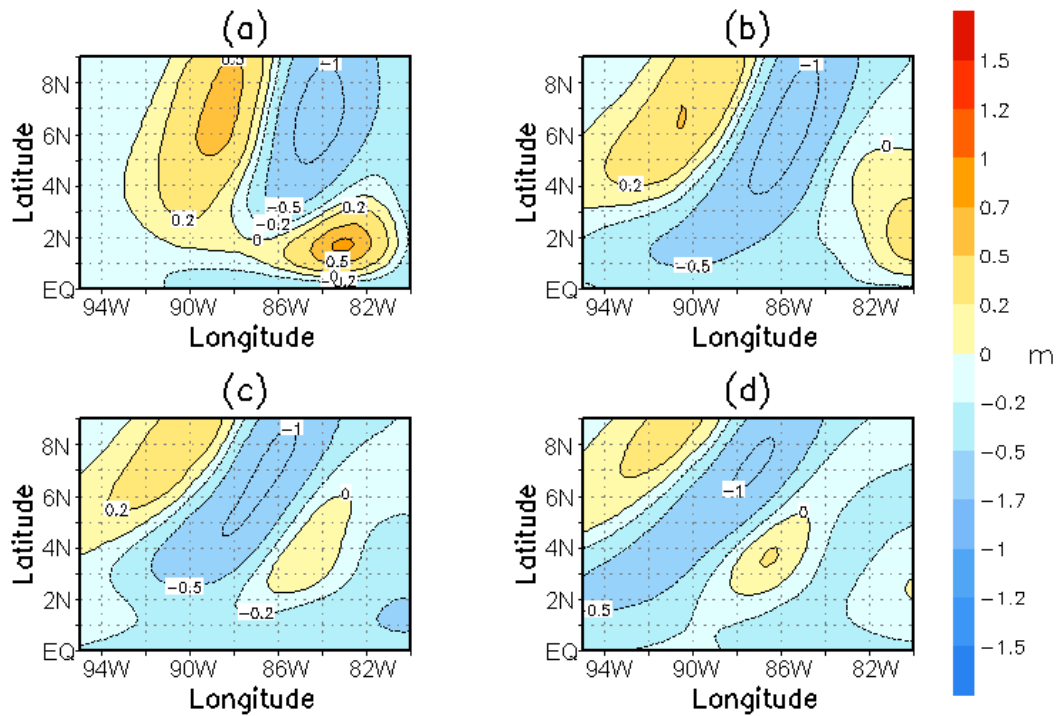 (a)
8N
6N
4N
2N
EQ
Latitude
94W 90W 86W 82W
Longitude
0.5
-1
0.2
-0.5
-0.2
0
0.2
0.5
0
-0.2
(b)
8N
6N
4N
2N
EQ
Latitude
94W 90W 86W 82W
Longitude
-1
0
0.2
-0.5
(c)
8N
6N
4N
2N
EQ
Latitude
94W 90W 86W 82W
Longitude
-1
0.2
0
-0.5
-0.2
(d)
8N
6N
4N
2N
EQ
Latitude
94W 90W 86W 82W
Longitude
-1
0
-0.5
1.5
1.2
1
0.7
0.5
0.2
0
-0.2
-0.5
-1.7
-1
-1.2
-1.5
m